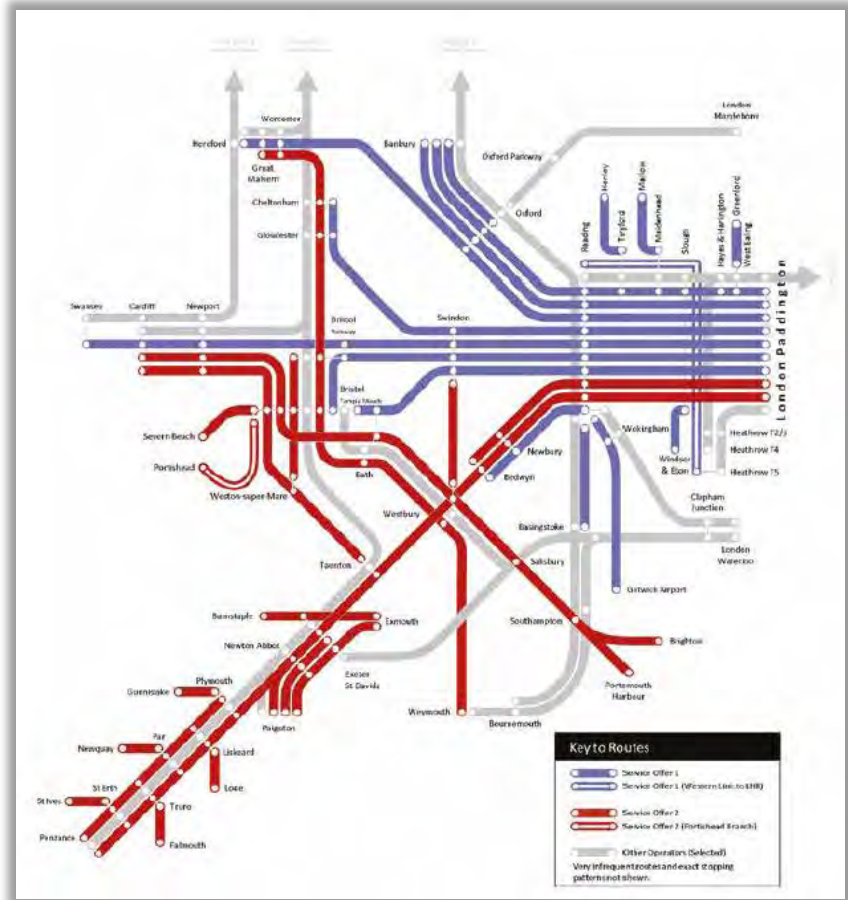 Worcester
London
Marylebone
Hereford
Banbury
Great
Malvern
Oxford Parkway
Cheltenham
Oxford
Gloucester
Reading
Henley
Twyford
Marlow
Maidenhead
Slough
Hayes & Harlington
Greenford
West Ealing
Swansea
Cardiff
Newport
Bristol
Parkway
Swindon
London Paddington
Bristol
Temple Meads
Severn Beach
Portishead
Weston-super-Mare
Bath
Newbury
Bedwyn
Wokingham
Windsor
& Eton
Heathrow T2/3
Heathrow T4
Heathrow T5
Clapham
Junction
Westbury
Basingstoke
London
Waterloo
Taunton
Salisbury
Gatwick Airport
Barnstaple
Exmouth
Southampton
Newton Abbot
Exeter
St Davids
Brighton
Plymouth
Gunnislake
Portsmouth
Harbour
Paignton
Weymouth
Bournemouth
Par
Newquay
Liskeard
Looe
St Erth
St Ives
Truro
Penzance
Falmouth
Key to Routes
Service Offer 1
Service Offer 1 (Western Link to LHR)
Service Offer 2
Service Offer 2 (Portishead Branch)
Other Operators (Selected)
Very infrequent routes and exact stopping
patterns not shown.